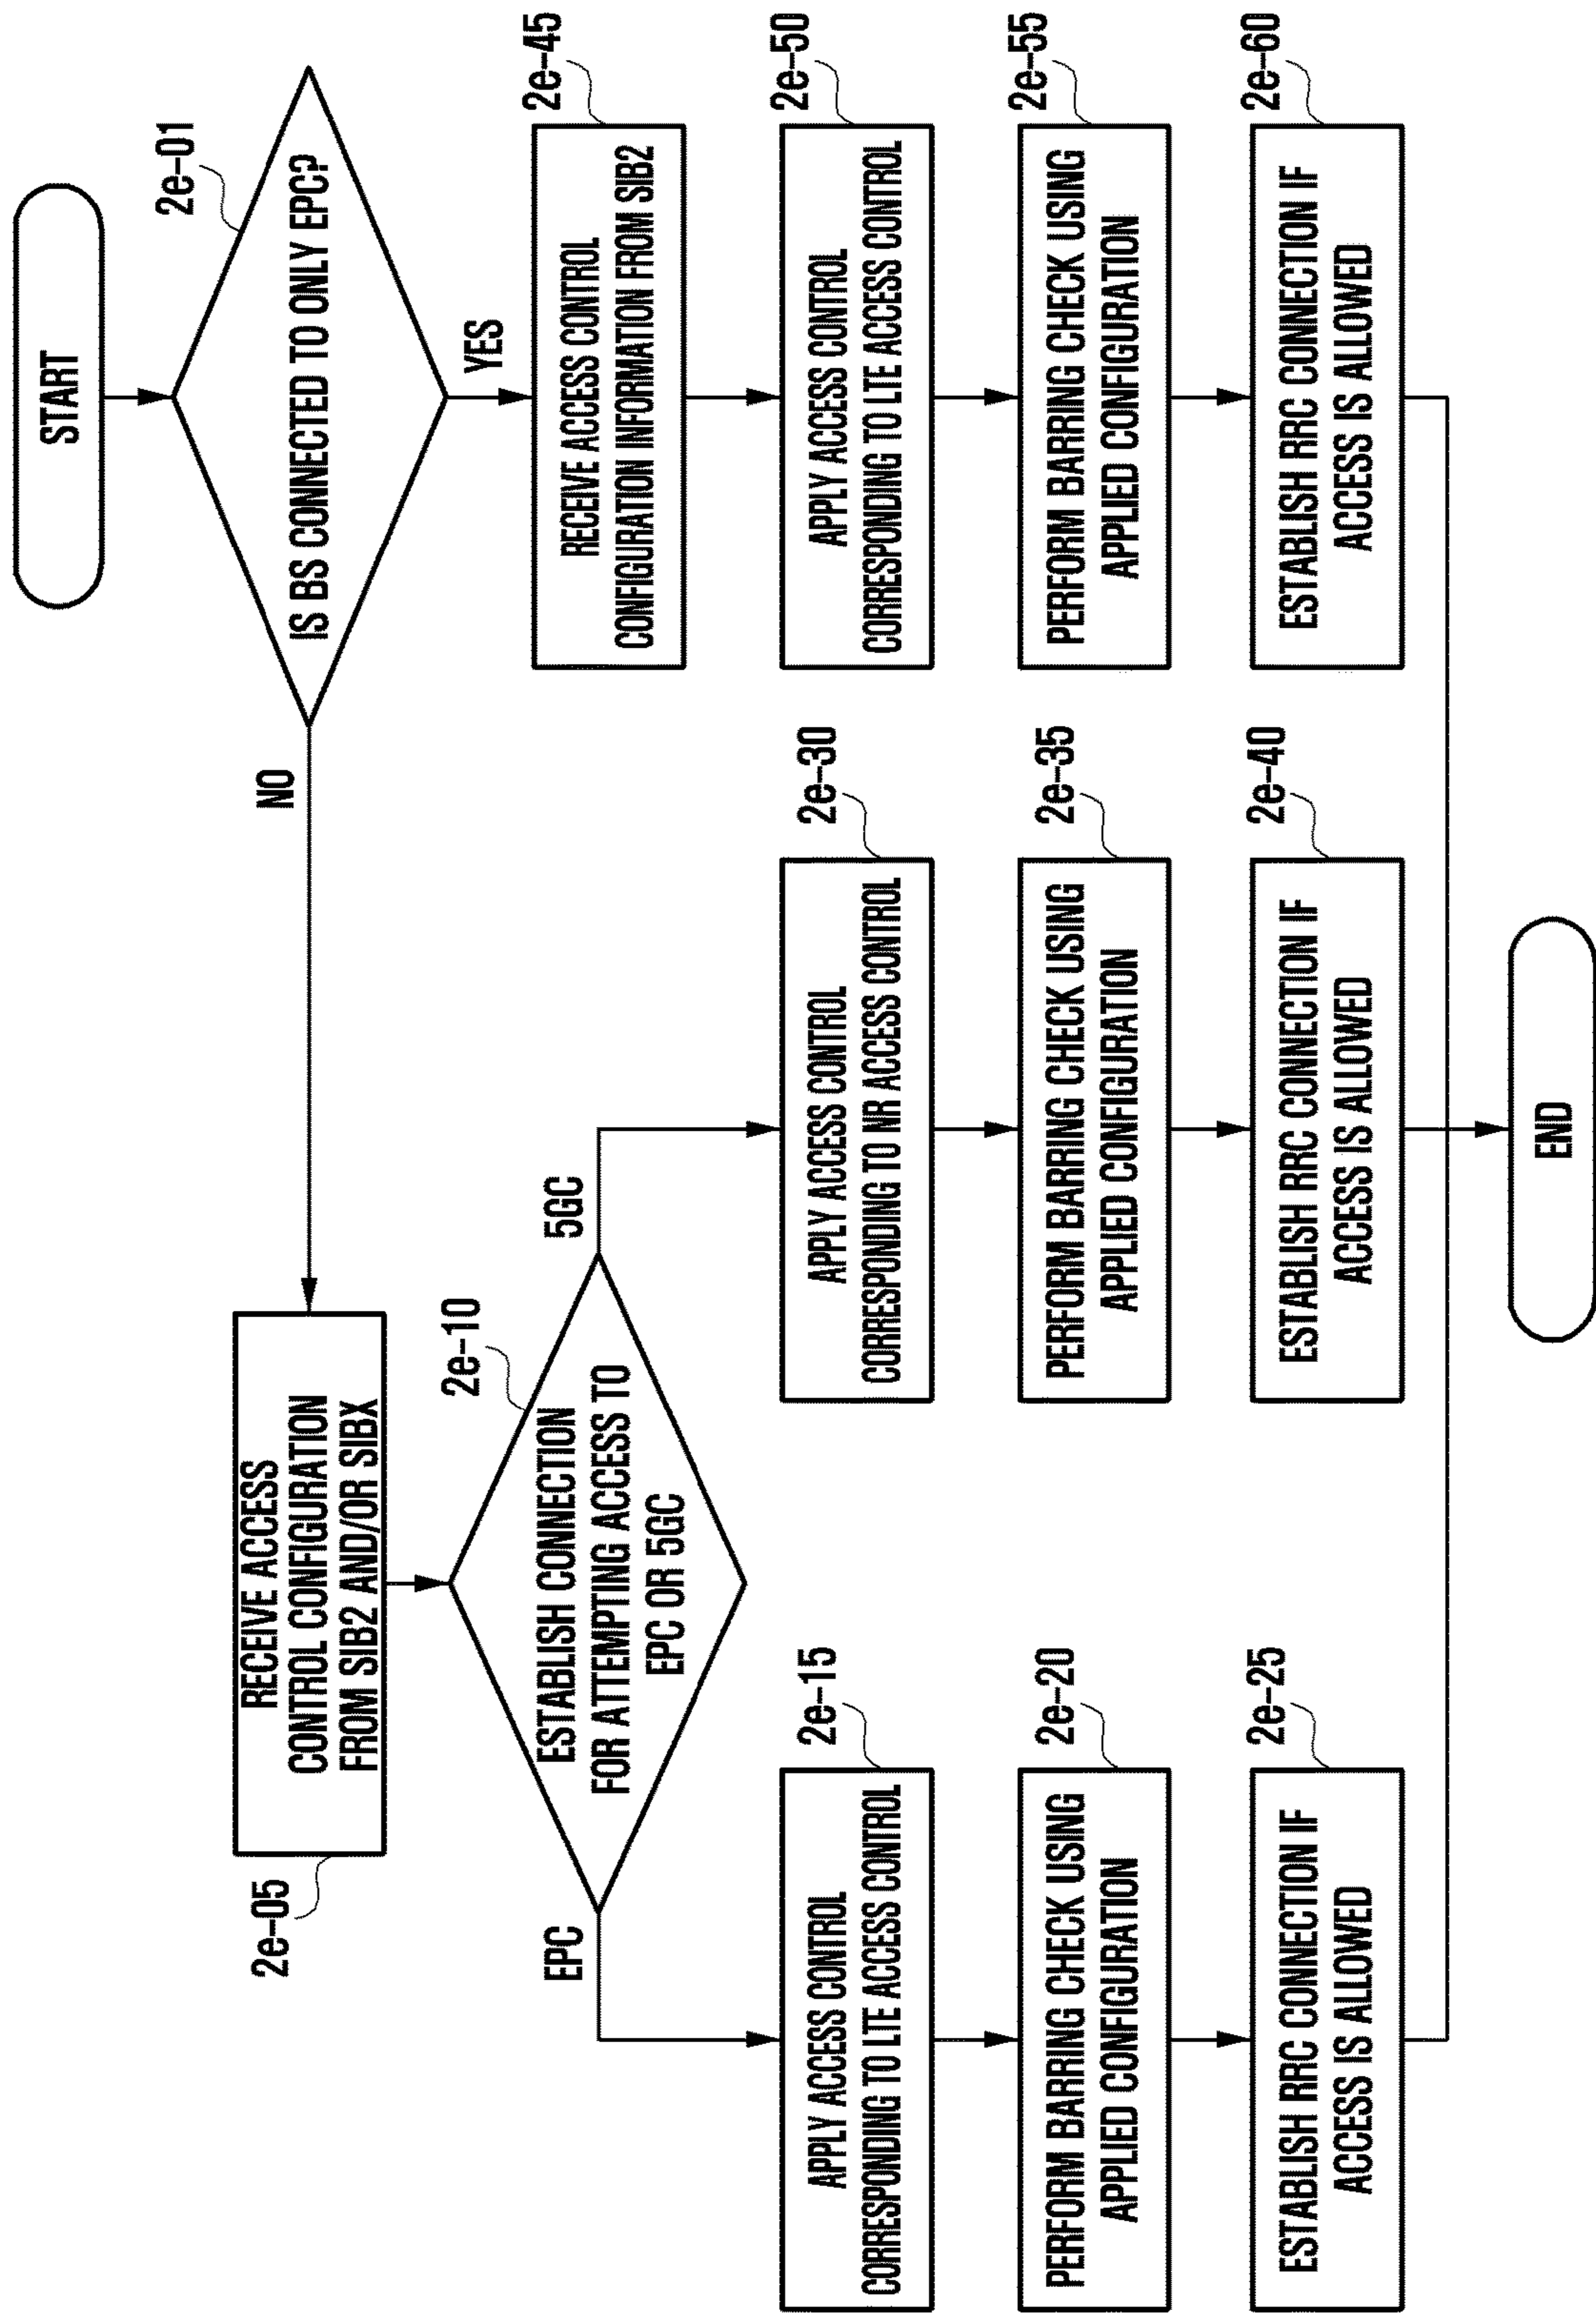 START
2e-01
IS BS CONNECTED TO ONLY EPC?
NO
YES
2e-05
RECEIVE ACCESS
CONTROL CONFIGURATION
FROM SIB2 AND/OR SIBX
2e-45
RECEIVE ACCESS CONTROL
CONFIGURATION INFORMATION FROM SIB2
2e-10
ESTABLISH CONNECTION
FOR ATTEMPTING ACCESS TO
EPC OR 5GC
EPC
5GC
2e-15
APPLY ACCESS CONTROL
CORRESPONDING TO LTE ACCESS CONTROL
2e-30
APPLY ACCESS CONTROL
CORRESPONDING TO NR ACCESS CONTROL
2e-50
APPLY ACCESS CONTROL
CORRESPONDING TO LTE ACCESS CONTROL
2e-20
PERFORM BARRING CHECK USING
APPLIED CONFIGURATION
2e-35
PERFORM BARRING CHECK USING
APPLIED CONFIGURATION
2e-55
PERFORM BARRING CHECK USING
APPLIED CONFIGURATION
2e-25
ESTABLISH RRC CONNECTION IF
ACCESS IS ALLOWED
2e-40
ESTABLISH RRC CONNECTION IF
ACCESS IS ALLOWED
2e-60
ESTABLISH RRC CONNECTION IF
ACCESS IS ALLOWED
END